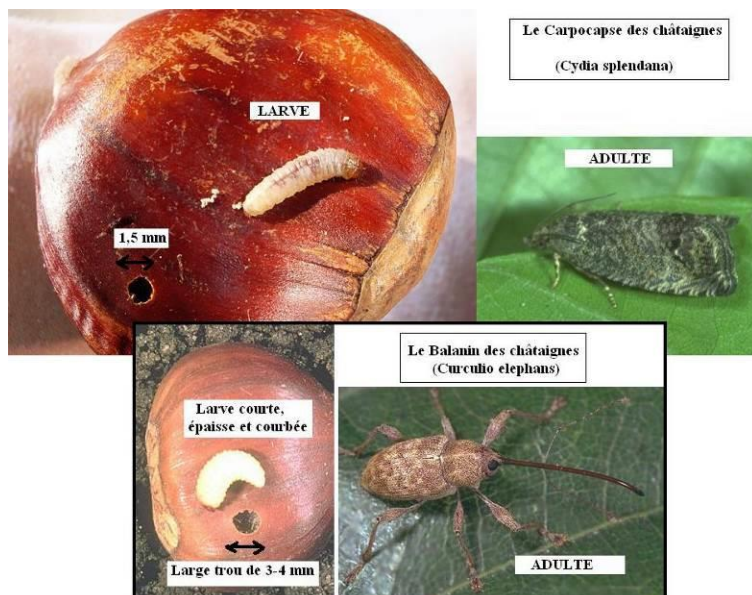 Le Carpocapse des châtaignes
(Cydia splendana)
LARVE
ADULTE
1,5 mm
Le Balanin des châtaignes
(Curculio elephans)
Larve courte,
épaisse et courbée
Large trou de 3-4 mm
ADULTE